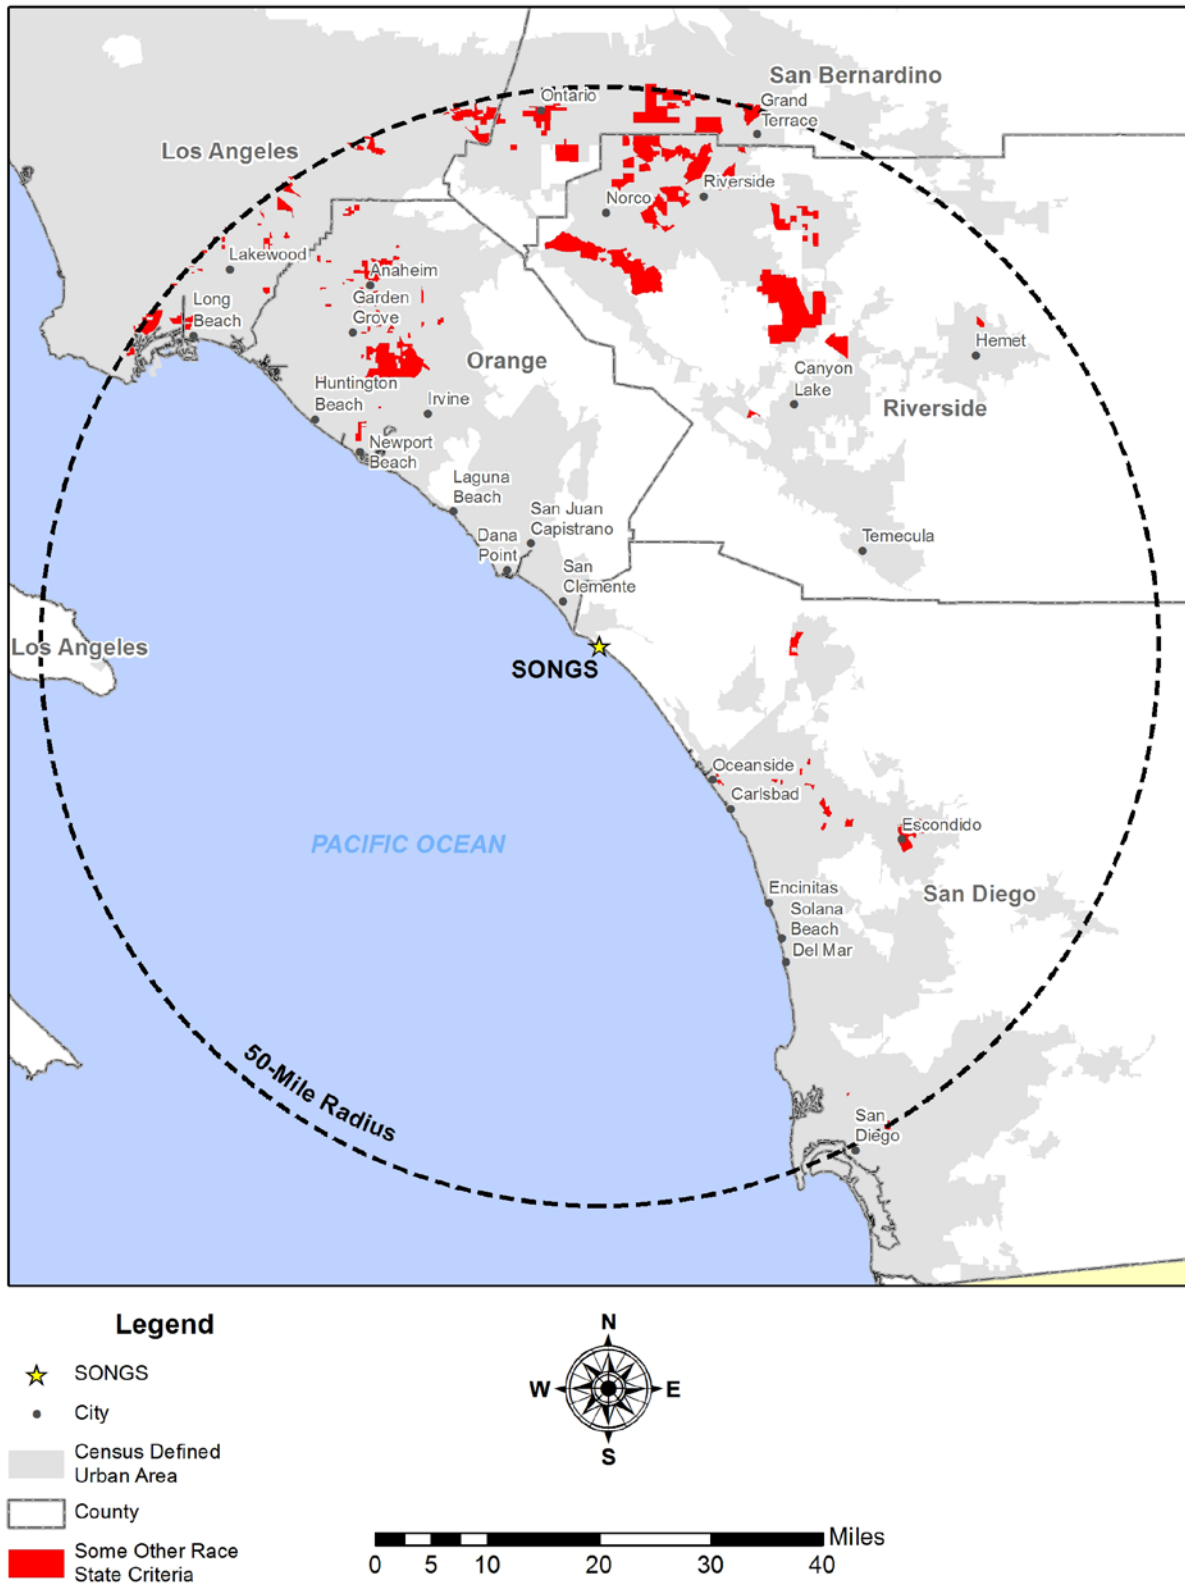 San Bernardino
Ontario
Grand
Terrace
Los Angeles
Riverside
Norco
Lakewood
Anaheim
Garden
Grove
Long
Beach
Hemet
Orange
Canyon
Lake
Huntington
Beach
Irvine
Riverside
Newport
Beach
Laguna
Beach
San Juan
Capistrano
Dana
Point
Temecula
San
Clemente
Los Angeles
SONGS
Oceanside
Carlsbad
Escondido
PACIFIC OCEAN
Encinitas
San Diego
Solana
Beach
Del Mar
50-Mile Radius
San
Diego
Legend
SONGS
City
Census Defined
Urban Area
County
Some Other Race
State Criteria
N
W
E
S
Miles
0 5 10 20 30 40